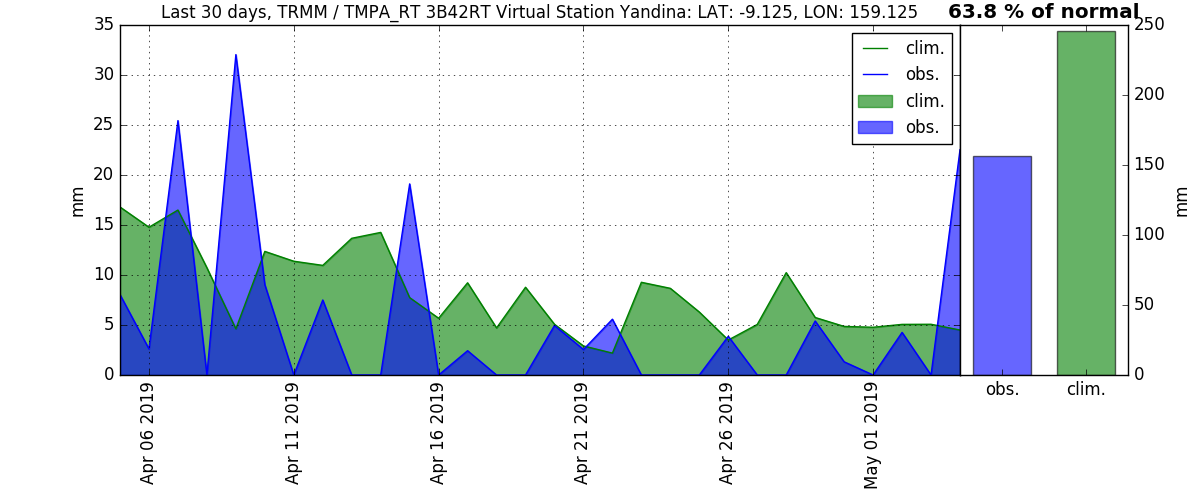 Last 30 days, TRMM / TMPA_RT 3B42RT Virtual Station Yandina: LAT: -9.125, LON: 159.125
63.8 % of normal
35
30
25
20
15
10
5
0
mm
clim.
obs.
clim.
obs.
Apr 06 2019
Apr 11 2019
Apr 16 2019
Apr 21 2019
Apr 26 2019
May 01 2019
obs.
clim.
250
200
150
100
50
0
mm